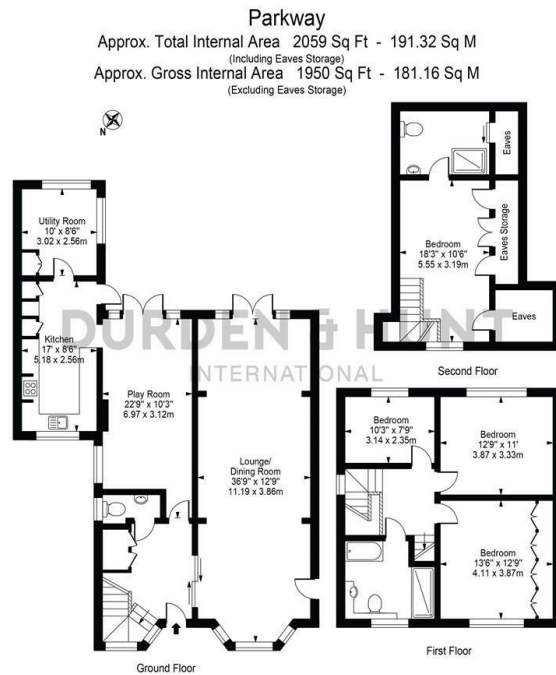 Parkway
Approx. Total Internal Area 2059 Sq Ft - 191.32 Sq M
(Including Eaves Storage)
Approx. Gross Internal Area 1950 Sq Ft - 181.16 Sq M
(Excluding Eaves Storage)
N
Utility Room
10' x 8'6"
3.02 x 2.56m
Kitchen
17' x 8'6"
5.18 x 2.56m
Play Room
22'9" x 10'3"
6.97 x 3.12m
Lounge/
Dining Room
36'9" x 12'9"
11.19 x 3.86m
Ground Floor
Eaves
Bedroom
18'3" x 10'6"
5.55 x 3.19m
Eaves Storage
Eaves
Second Floor
Bedroom
10'3" x 7'9"
3.14 x 2.35m
Bedroom
12'9" x 11'
3.87 x 3.33m
Bedroom
13'6" x 12'9"
4.11 x 3.87m
First Floor
DURDEN & HUNT
INTERNATIONAL